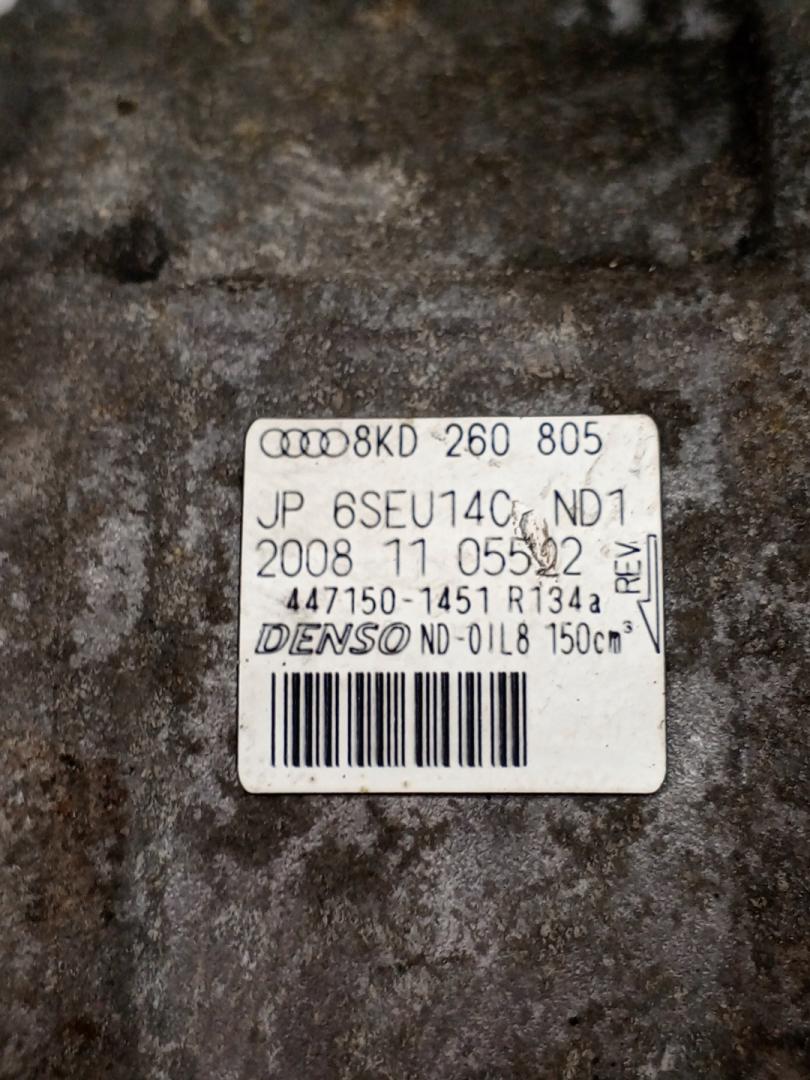 8KD 260 805
JP 6SEU14C ND1
2008 11 05522
REV.
447150-1451 R134a
DENSO ND-OIL8 150cm³